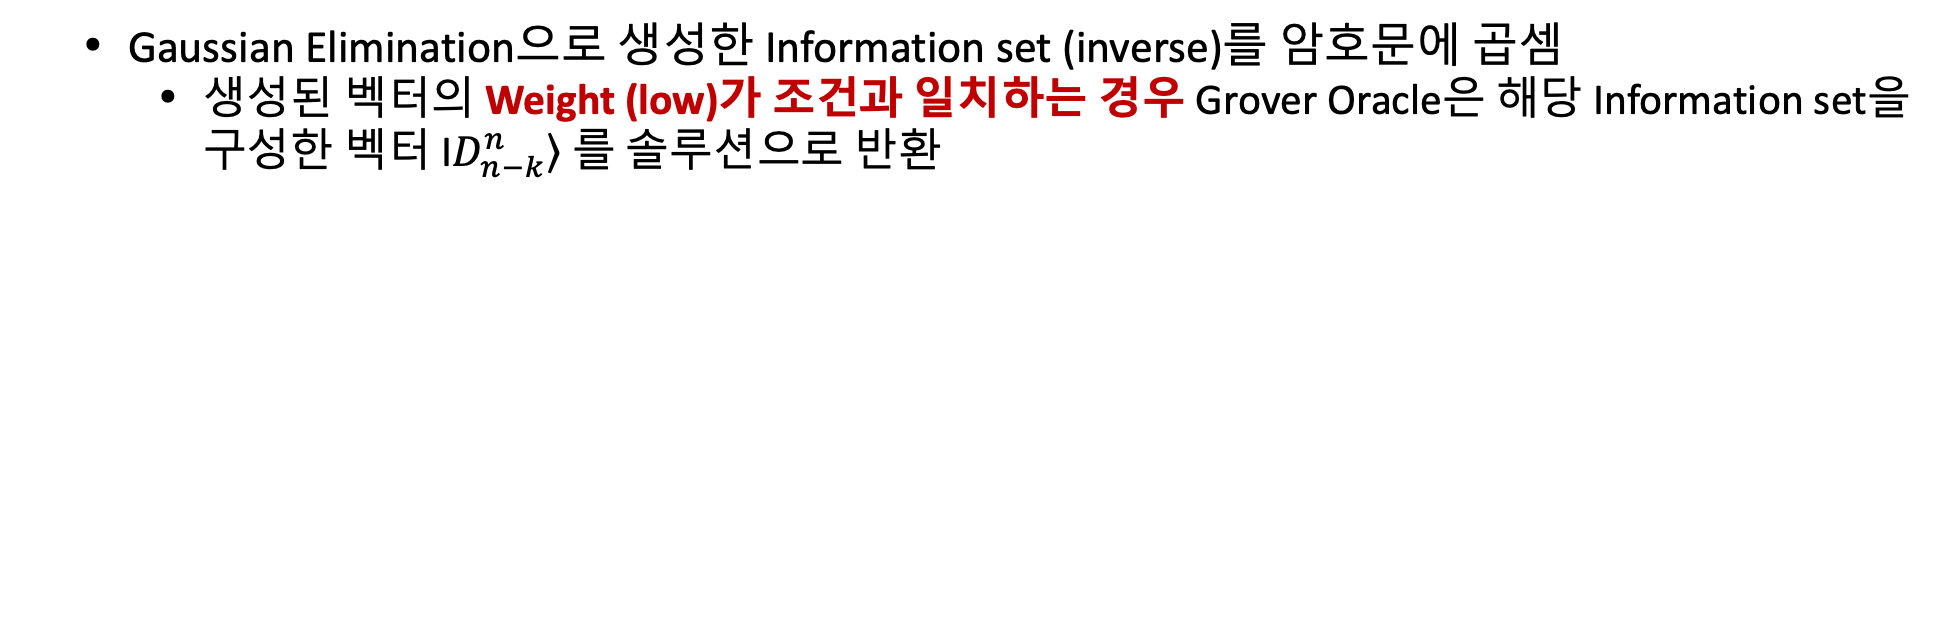 • Gaussian Elimination으로 생성한 Information set (inverse)를 암호문에 곱셈
• 생성된 벡터의 Weight (low)가 조건과 일치하는 경우 Grover Oracle은 해당 Information set을
구성한 벡터 |𝐷ⁿₙ₋ₖ⟩ 를 솔루션으로 반환